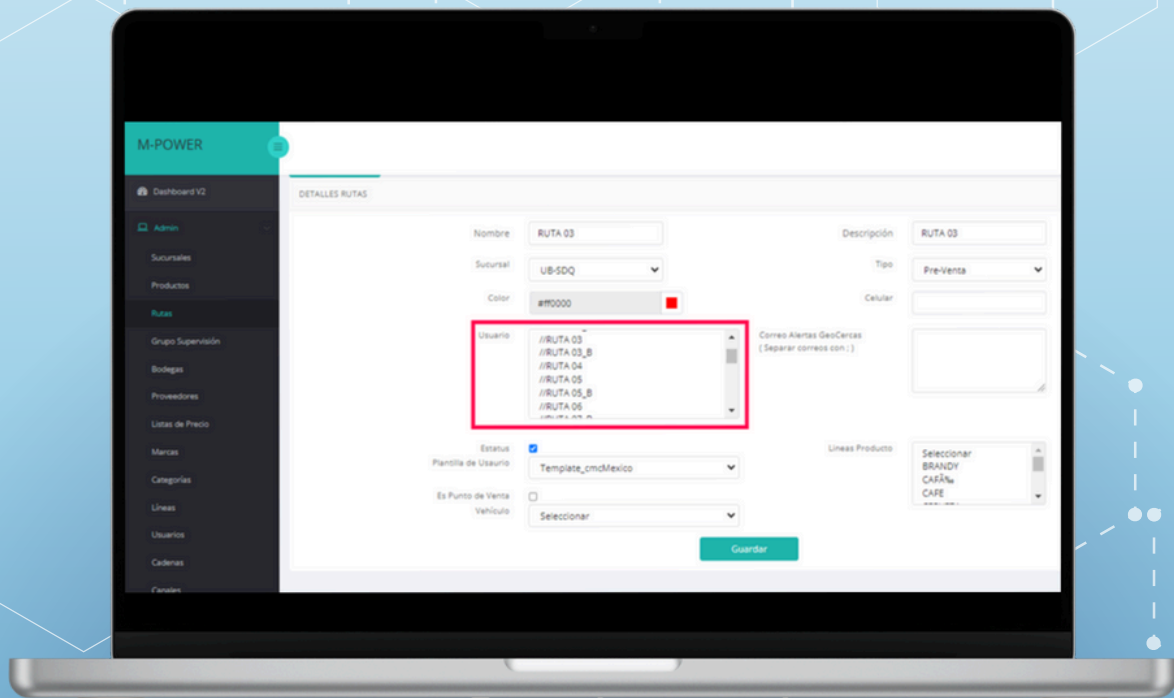 M-POWER
Dashboard V2
Admin
Sucursales
Productos
Rutas
Grupo Supervisión
Bodegas
Proveedores
Listas de Precio
Marcas
Categorías
Líneas
Usuarios
Cadenas
Canales
DETALLES RUTAS
Nombre RUTA 03 Descripción RUTA 03
Sucursal UB-SDQ Tipo Pre-Venta
Color #ff0000 Celular
Usuario //RUTA 03
//RUTA 03_B
//RUTA 04
//RUTA 05
//RUTA 05_B
//RUTA 06
Correo Alertas GeoCercas
( Separar correos con ; )
Estatus
Plantilla de Usaurio Template_cmcMexico
Es Punto de Venta
Vehículo Seleccionar
Lineas Producto Seleccionar
BRANDY
CAFÉ
CAFE
Guardar